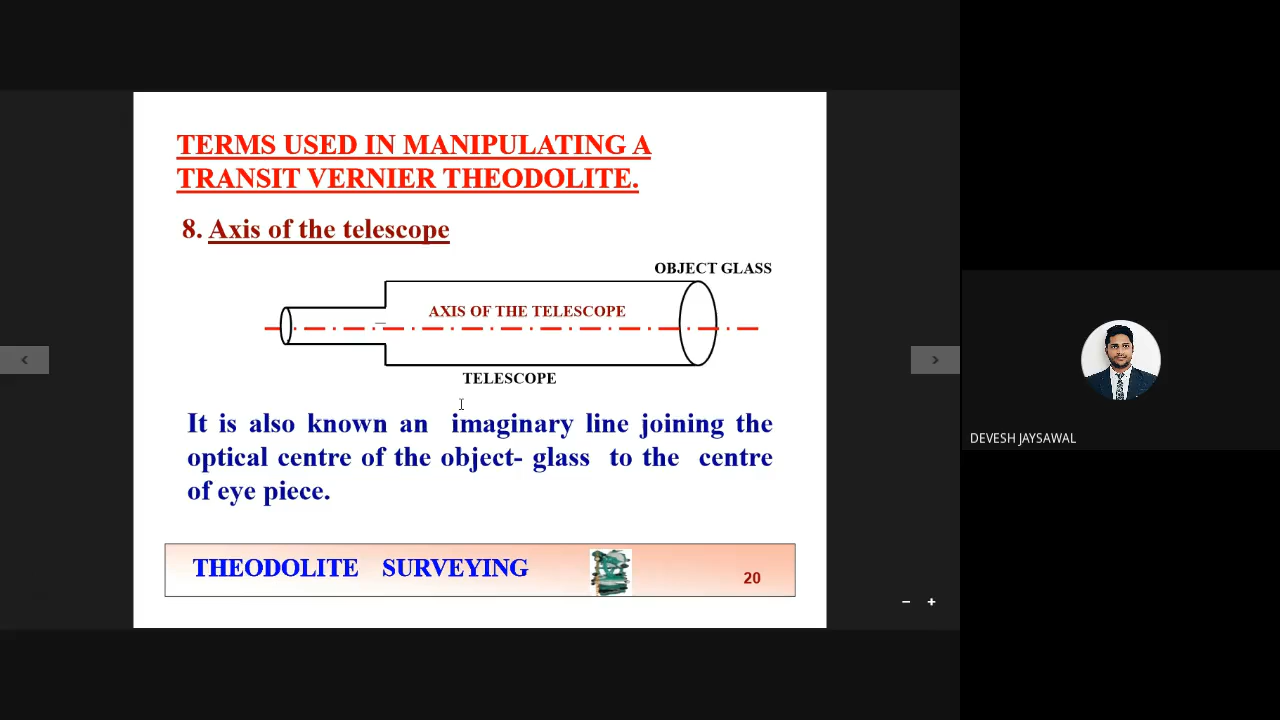 TERMS USED IN MANIPULATING A
TRANSIT VERNIER THEODOLITE.
8. Axis of the telescope
OBJECT GLASS
AXIS OF THE TELESCOPE
TELESCOPE
It is also known an imaginary line joining the
optical centre of the object- glass to the centre
of eye piece.
THEODOLITE SURVEYING
20
DEVESH JAYSAWAL